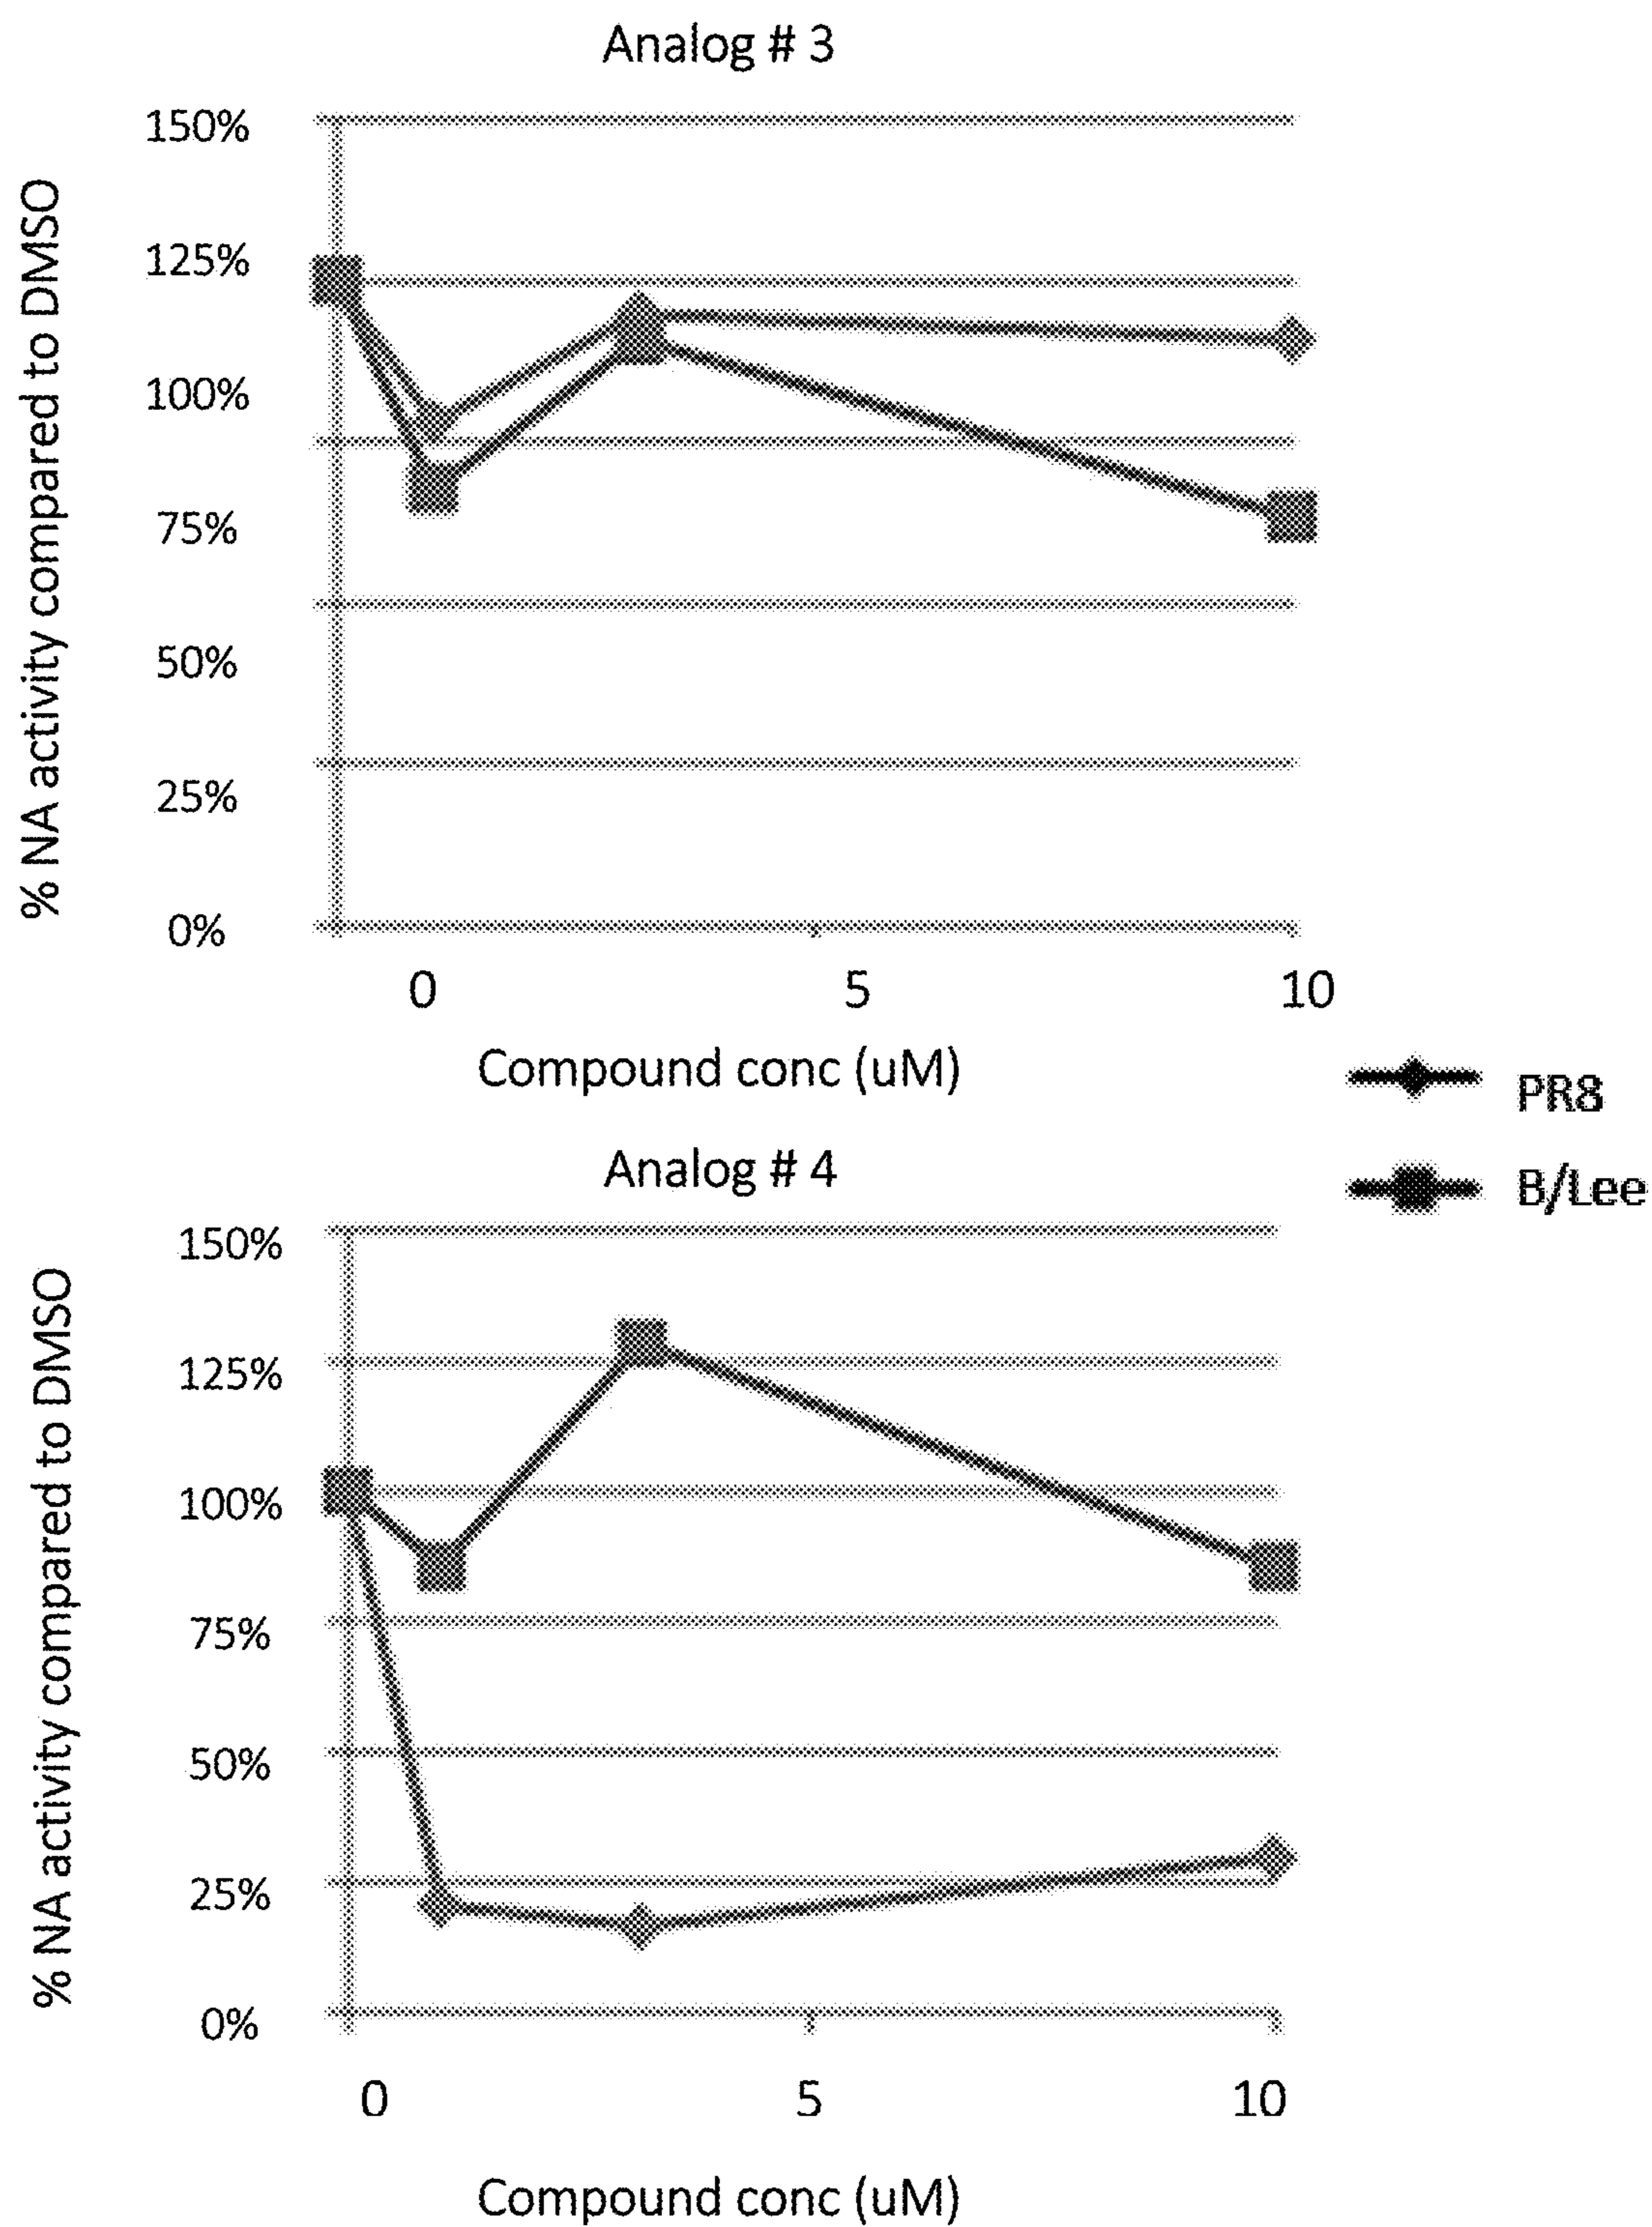 Analog # 3
150%
125%
100%
75%
50%
25%
0%
% NA activity compared to DMSO
0 5 10
Compound conc (uM)
PR8
B/Lee
Analog # 4
150%
125%
100%
75%
50%
25%
0%
% NA activity compared to DMSO
0 5 10
Compound conc (uM)